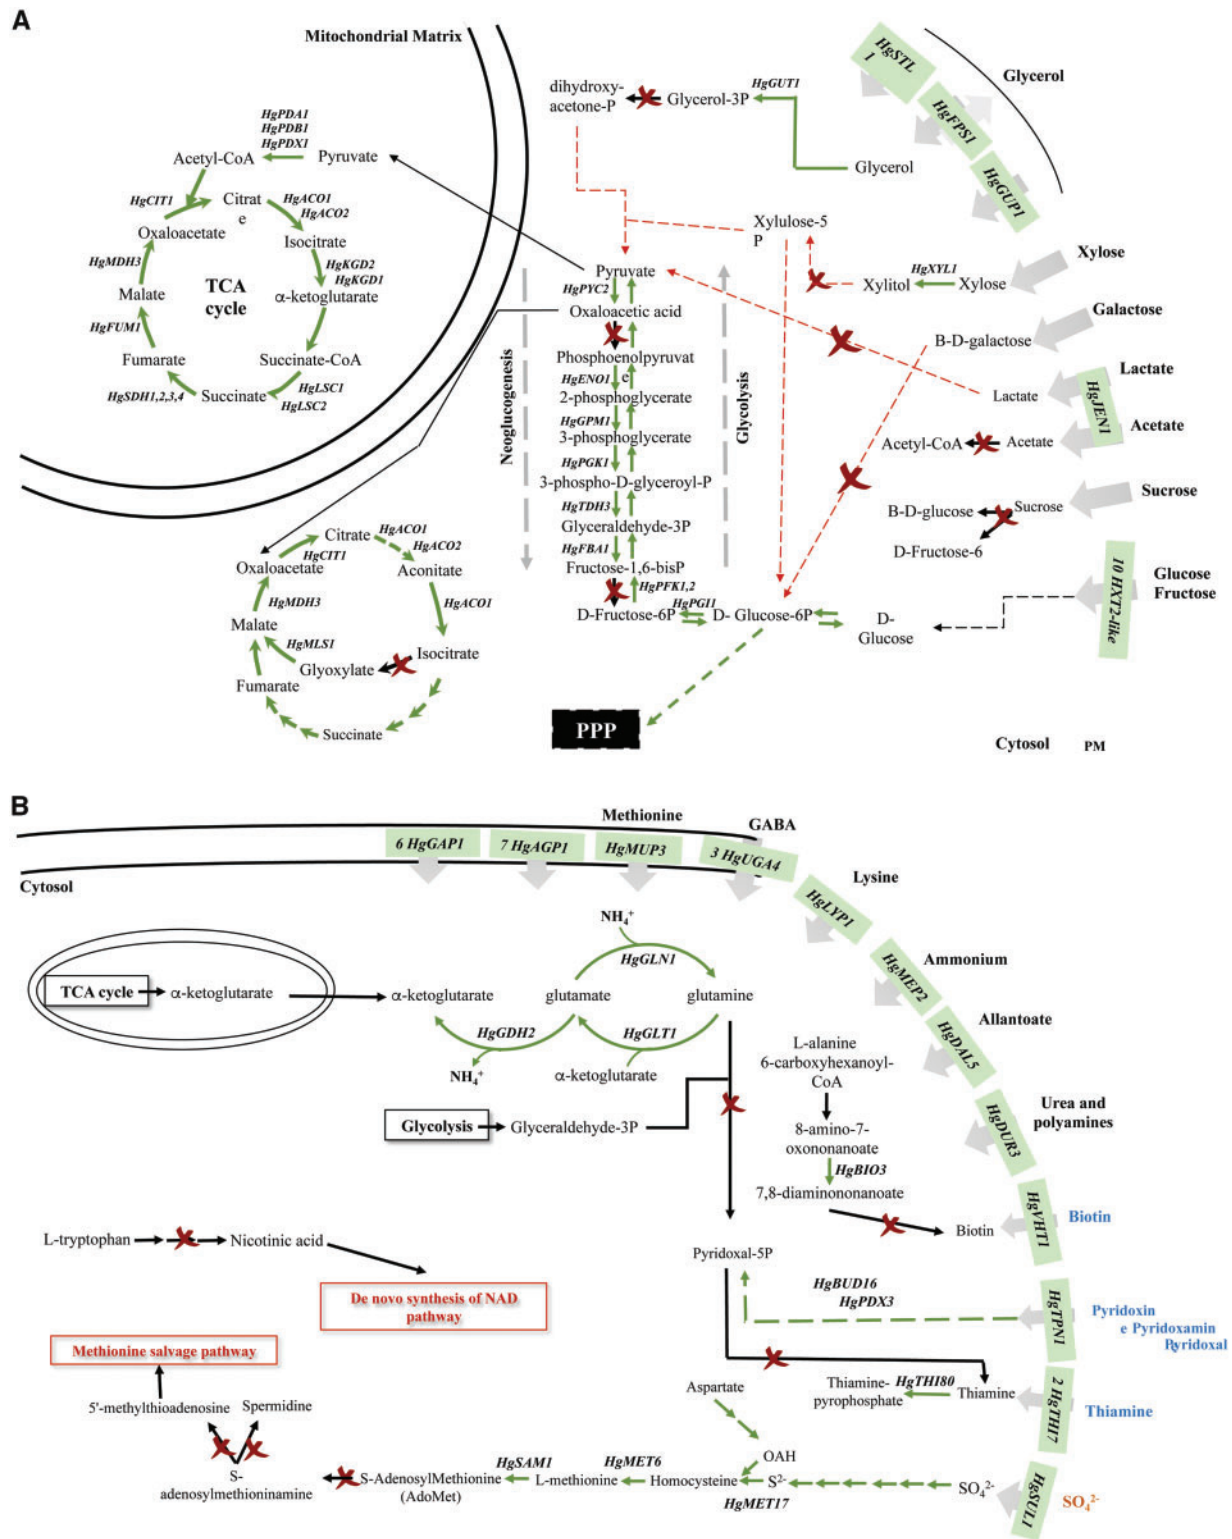 A
Mitochondrial Matrix
HgPDA1
HgPDB1
HgPDX1
Acetyl-CoA
Pyruvate
HgCIT1
Citrat
e
HgACO1
HgACO2
Oxaloacetate
Isocitrate
HgMDH3
HgKGD2
HgKGD1
Malate
TCA
cycle
α-ketoglutarate
HgFUM1
Fumarate
Succinate-CoA
HgSDH1,2,3,4
Succinate
HgLSC1
HgLSC2
dihydroxy-
acetone-P
Glycerol-3P
HgGUT1
Glycerol
HgSTL
1
HgFPS1
HgGUP1
Glycerol
Xylulose-5
P
Xylitol
HgXYL1
Xylose
Xylose
Galactose
B-D-galactose
Lactate
Lactate
HgJEN1
Acetate
Acetyl-CoA
Acetate
Sucrose
B-D-glucose
Sucrose
D-Fructose-6
Glucose
Fructose
10 HXT2-like
Pyruvate
HgPYC2
Oxaloacetic acid
Phosphoenolpyruvat
e
HgENO1
2-phosphoglycerate
HgGPM1
3-phosphoglycerate
HgPGK1
3-phospho-D-glyceroyl-P
HgTDH3
Glyceraldehyde-3P
HgFBA1
Fructose-1,6-bisP
HgPFK1,2
D-Fructose-6P
HgPGI1
D- Glucose-6P
D-
Glucose
Neoglucogenesis
Glycolysis
Citrate
HgACO1
HgACO2
HgCIT1
Oxaloacetate
Aconitate
HgMDH3
HgACO1
Malate
HgMLS1
Isocitrate
Glyoxylate
Fumarate
Succinate
PPP
Cytosol
PM
B
Methionine
GABA
6 HgGAP1
7 HgAGP1
HgMUP3
3 HgUGA4
Cytosol
Lysine
HgLYP1
Ammonium
HgMEP2
Allantoate
HgDAL5
Urea and
polyamines
HgDUR3
HgVHT1
Biotin
NH₄⁺
HgGLN1
TCA cycle
α-ketoglutarate
α-ketoglutarate
glutamate
glutamine
HgGDH2
HgGLT1
NH₄⁺
α-ketoglutarate
Glycolysis
Glyceraldehyde-3P
L-alanine
6-carboxyhexanoyl-
CoA
8-amino-7-
oxononanoate
HgBIO3
7,8-diaminononanoate
Biotin
L-tryptophan
Nicotinic acid
De novo synthesis of NAD
pathway
Pyridoxal-5P
HgBUD16
HgPDX3
HgTPN1
Pyridoxin
e Pyridoxamin
Pyridoxal
Methionine salvage pathway
5'-methylthioadenosine
Spermidine
S-
adenosylmethioninamine
S-AdenosylMethionine
(AdoMet)
HgSAM1
L-methionine
HgMET6
Homocysteine
HgMET17
S²⁻
OAH
Aspartate
Thiamine-
pyrophosphate
HgTHI80
Thiamine
2 HgTHI7
Thiamine
SO₄²⁻
HgSUL1
SO₄²⁻